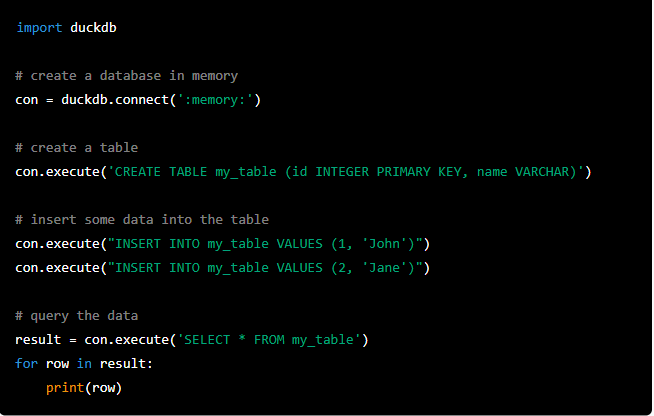 import duckdb

# create a database in memory
con = duckdb.connect(':memory:')

# create a table
con.execute('CREATE TABLE my_table (id INTEGER PRIMARY KEY, name VARCHAR)')

# insert some data into the table
con.execute("INSERT INTO my_table VALUES (1, 'John')")
con.execute("INSERT INTO my_table VALUES (2, 'Jane')")

# query the data
result = con.execute('SELECT * FROM my_table')
for row in result:
    print(row)